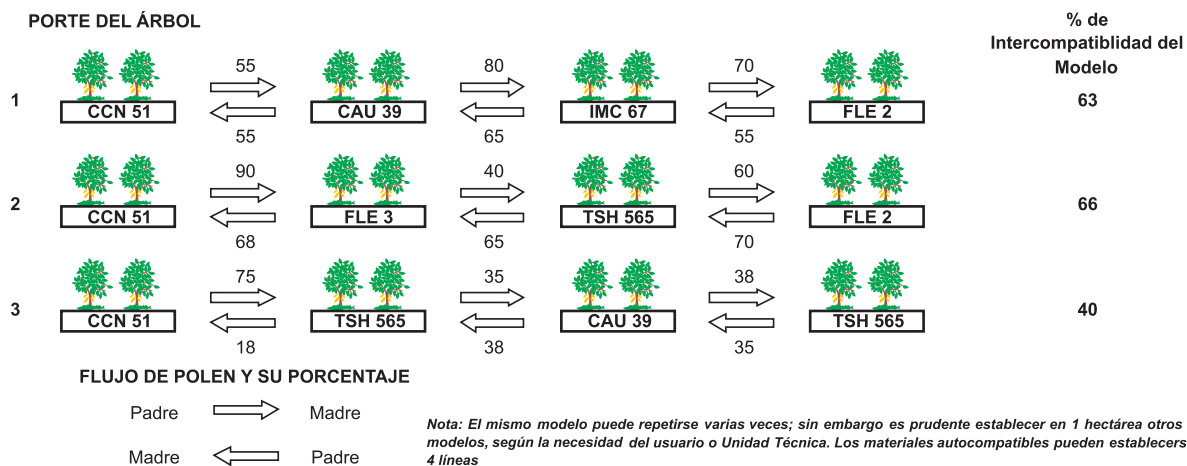 PORTE DEL ÁRBOL
% de
Intercompatiblidad del
Modelo
55 80 70
1 CCN 51 CAU 39 IMC 67 FLE 2 63
55 65 55
90 40 60
2 CCN 51 FLE 3 TSH 565 FLE 2 66
68 65 70
75 35 38
3 CCN 51 TSH 565 CAU 39 TSH 565 40
18 38 35
FLUJO DE POLEN Y SU PORCENTAJE
Padre Madre
Madre Padre
Nota: El mismo modelo puede repetirse varias veces; sin embargo es prudente establecer en 1 hectárea otros
modelos, según la necesidad del usuario o Unidad Técnica. Los materiales autocompatibles pueden establecers
4 líneas